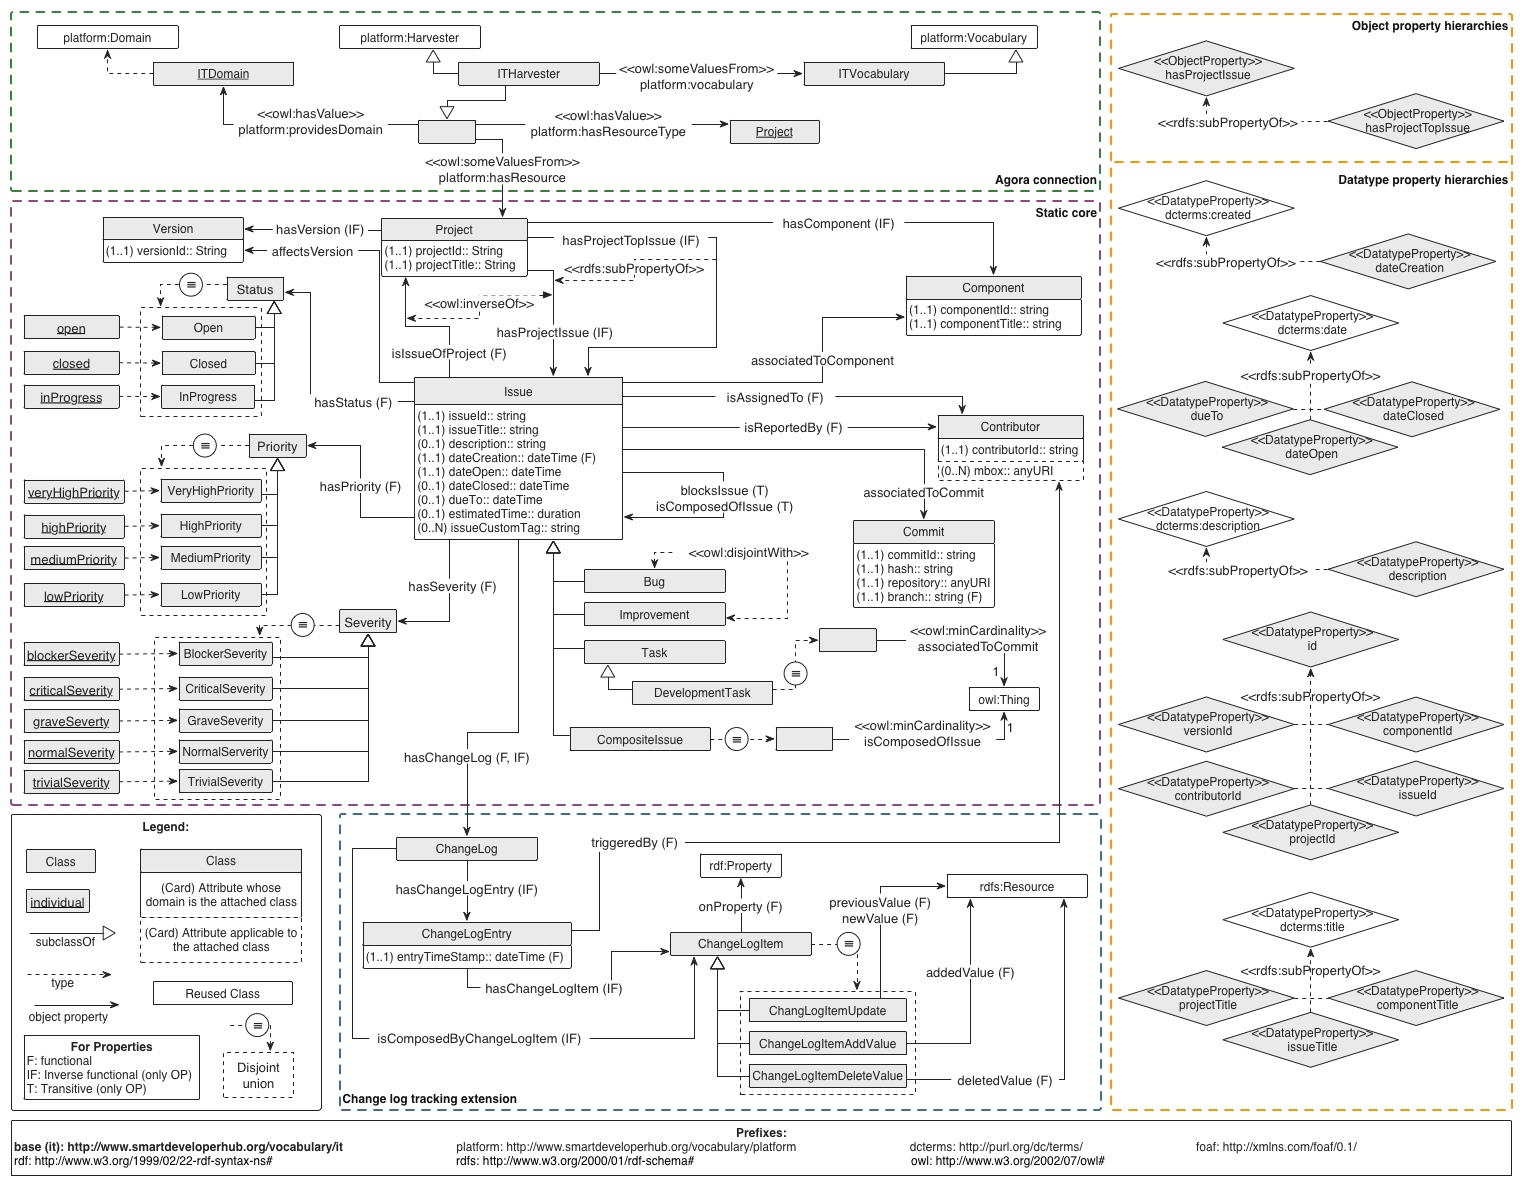 platform:Domain
platform:Harvester
platform:Vocabulary
ITDomain
ITHarvester
<<owl:someValuesFrom>>
platform:vocabulary
ITVocabulary
<<owl:hasValue>>
platform:providesDomain
<<owl:hasValue>>
platform:hasResourceType
Project
<<owl:someValuesFrom>>
platform:hasResource
Agora connection
Static core
Version
(1..1) versionId:: String
hasVersion (IF)
affectsVersion
Project
(1..1) projectId:: String
(1..1) projectTitle:: String
hasComponent (IF)
hasProjectTopIssue (IF)
<<rdfs:subPropertyOf>>
<<owl:inverseOf>>
hasProjectIssue (IF)
isIssueOfProject (F)
Component
(1..1) componentId:: string
(1..1) componentTitle:: string
associatedToComponent
Status
≡
open
Open
closed
Closed
inProgress
InProgress
hasStatus (F)
Issue
(1..1) issueId:: string
(1..1) issueTitle:: string
(0..1) description:: string
(1..1) dateCreation:: dateTime (F)
(1..1) dateOpen:: dateTime
(0..1) dateClosed:: dateTime
(0..1) dueTo:: dateTime
(0..1) estimatedTime:: duration
(0..N) issueCustomTag:: string
isAssignedTo (F)
isReportedBy (F)
Contributor
(1..1) contributorId:: string
(0..N) mbox:: anyURI
Priority
≡
veryHighPriority
VeryHighPriority
highPriority
HighPriority
mediumPriority
MediumPriority
lowPriority
LowPriority
hasPriority (F)
blocksIssue (T)
isComposedOfIssue (T)
associatedToCommit
Commit
(1..1) commitId:: string
(1..1) hash:: string
(1..1) repository:: anyURI
(1..1) branch:: string (F)
hasSeverity (F)
<<owl:disjointWith>>
Bug
Improvement
Task
DevelopmentTask
≡
<<owl:minCardinality>>
associatedToCommit
1
owl:Thing
1
CompositeIssue
≡
<<owl:minCardinality>>
isComposedOfIssue
Severity
≡
blockerSeverity
BlockerSeverity
criticalSeverity
CriticalSeverity
graveSeverty
GraveSeverity
normalSeverity
NormalServerity
trivialSeverity
TrivialSeverity
hasChangeLog (F, IF)
Legend:
Class
individual
subclassOf
type
object property
Class
(Card) Attribute whose
domain is the attached class
(Card) Attribute applicable to
the attached class
Reused Class
≡
Disjoint
union
For Properties
F: functional
IF: Inverse functional (only OP)
T: Transitive (only OP)
ChangeLog
hasChangeLogEntry (IF)
ChangeLogEntry
(1..1) entryTimeStamp:: dateTime (F)
hasChangeLogItem (IF)
isComposedByChangeLogItem (IF)
triggeredBy (F)
rdf:Property
onProperty (F)
ChangeLogItem
≡
previousValue (F)
newValue (F)
rdfs:Resource
addedValue (F)
ChangLogItemUpdate
ChangeLogItemAddValue
ChangeLogItemDeleteValue
deletedValue (F)
Change log tracking extension
Object property hierarchies
<<ObjectProperty>>
hasProjectIssue
<<rdfs:subPropertyOf>>
<<ObjectProperty>>
hasProjectTopIssue
Datatype property hierarchies
<<DatatypeProperty>>
dcterms:created
<<rdfs:subPropertyOf>>
<<DatatypeProperty>>
dateCreation
<<DatatypeProperty>>
dcterms:date
<<rdfs:subPropertyOf>>
<<DatatypeProperty>>
dueTo
<<DatatypeProperty>>
dateClosed
<<DatatypeProperty>>
dateOpen
<<DatatypeProperty>>
dcterms:description
<<rdfs:subPropertyOf>>
<<DatatypeProperty>>
description
<<DatatypeProperty>>
id
<<rdfs:subPropertyOf>>
<<DatatypeProperty>>
versionId
<<DatatypeProperty>>
componentId
<<DatatypeProperty>>
contributorId
<<DatatypeProperty>>
issueId
<<DatatypeProperty>>
projectId
<<DatatypeProperty>>
dcterms:title
<<rdfs:subPropertyOf>>
<<DatatypeProperty>>
projectTitle
<<DatatypeProperty>>
componentTitle
<<DatatypeProperty>>
issueTitle
Prefixes:
base (it): http://www.smartdeveloperhub.org/vocabulary/it
platform: http://www.smartdeveloperhub.org/vocabulary/platform
dcterms: http://purl.org/dc/terms/
foaf: http://xmlns.com/foaf/0.1/
rdf: http://www.w3.org/1999/02/22-rdf-syntax-ns#
rdfs: http://www.w3.org/2000/01/rdf-schema#
owl: http://www.w3.org/2002/07/owl#